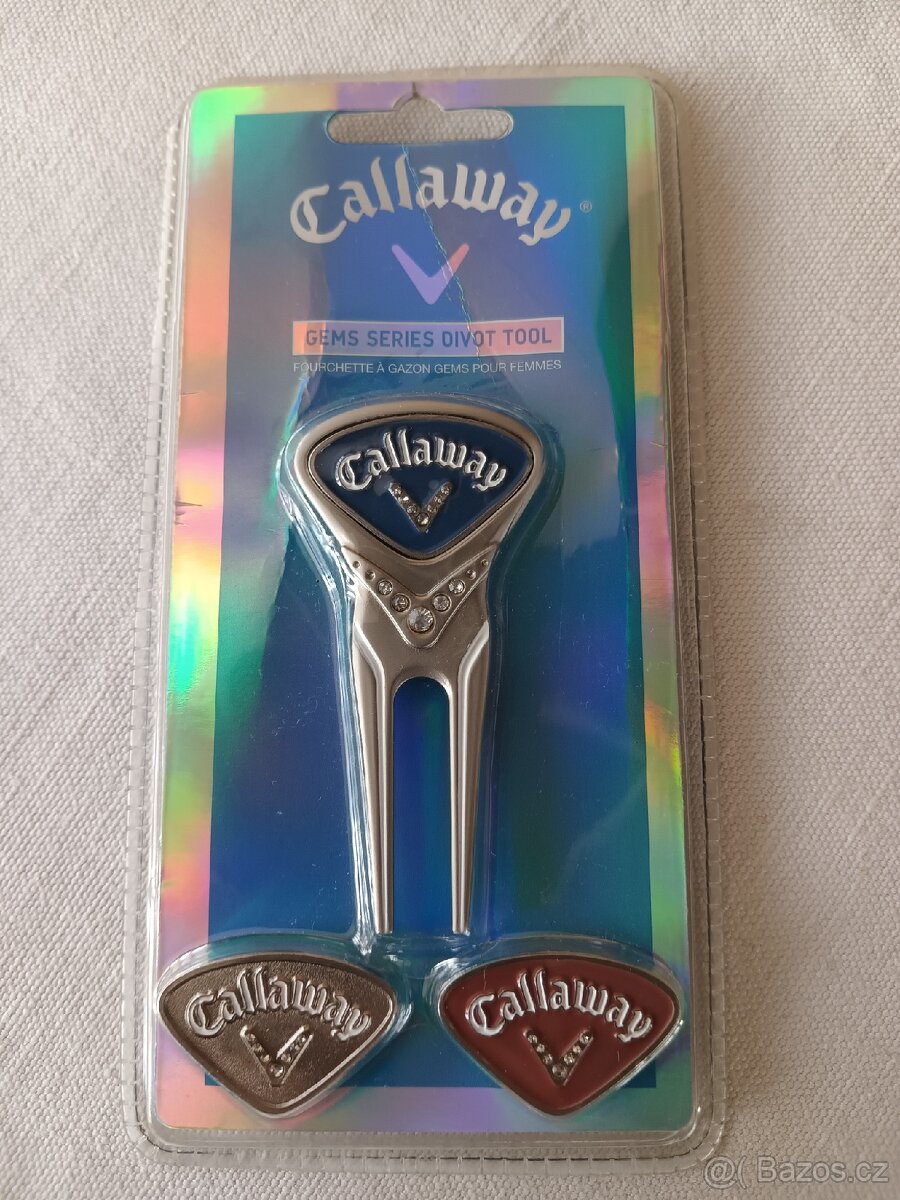 Callaway®
GEMS SERIES DIVOT TOOL
FOURCHETTE À GAZON GEMS POUR FEMMES
Callaway
Callaway
Callaway
@( Bazos.cz